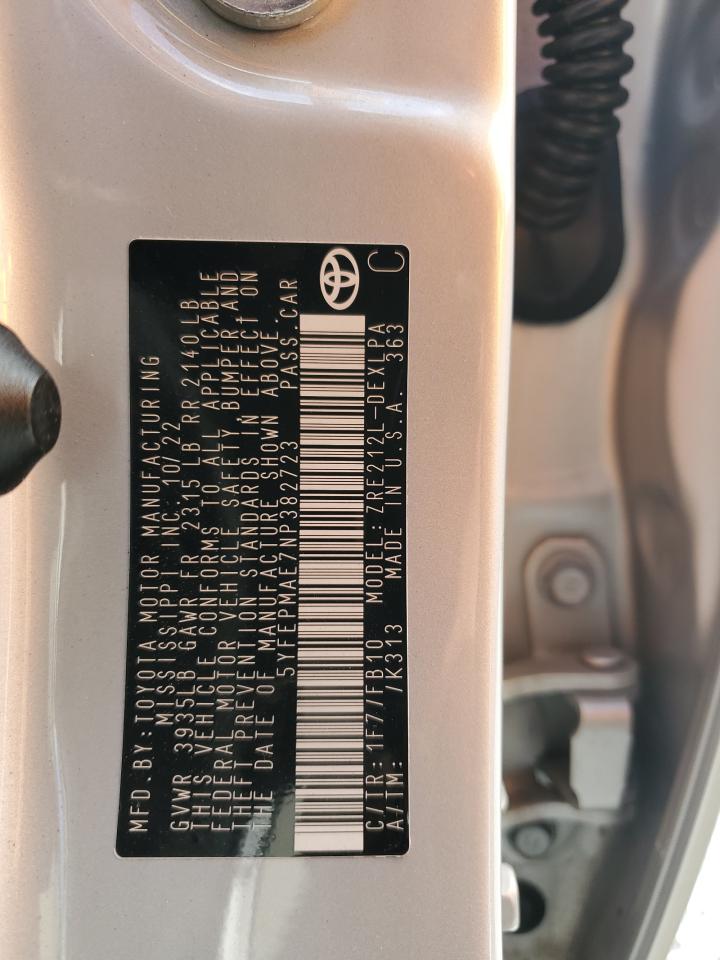 MFD.BY:TOYOTA MOTOR MANUFACTURING
MISSISSIPPI INC. 10/22
GVWR 3935LB GAWR FR 2315 LB RR 2140 LB
THIS VEHICLE CONFORMS TO ALL APPLICABLE
FEDERAL MOTOR VEHICLE SAFETY BUMPER AND
THEFT PREVENTION STANDARDS IN EFFECT ON
THE DATE OF MANUFACTURE SHOWN ABOVE.
5YFEPMAE7NP382723 PASS.CAR
C/TR: 1F7/FB10 MODEL: ZRE212L-DEXLPA
A/TM: /K313 MADE IN U.S.A. 363
C